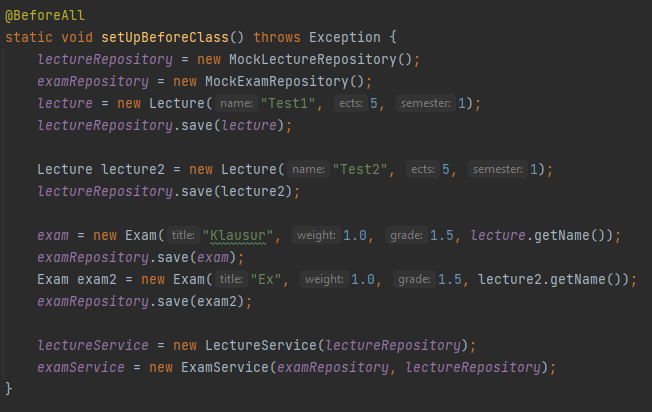 @BeforeAll
static void setUpBeforeClass() throws Exception {
lectureRepository = new MockLectureRepository();
examRepository = new MockExamRepository();
lecture = new Lecture( name: "Test1", ects: 5, semester: 1);
lectureRepository.save(lecture);
Lecture lecture2 = new Lecture( name: "Test2", ects: 5, semester: 1);
lectureRepository.save(lecture2);
exam = new Exam( title: "Klausur", weight: 1.0, grade: 1.5, lecture.getName());
examRepository.save(exam);
Exam exam2 = new Exam( title: "Ex", weight: 1.0, grade: 1.5, lecture2.getName());
examRepository.save(exam2);
lectureService = new LectureService(lectureRepository);
examService = new ExamService(examRepository, lectureRepository);
}